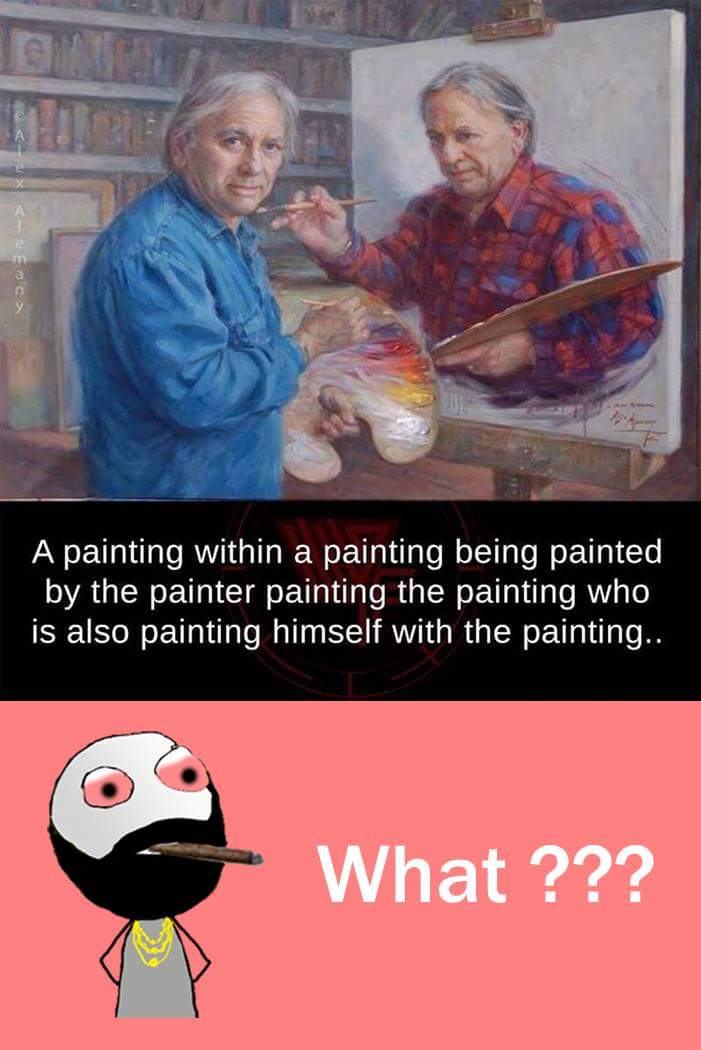 © Alex Alemany
A painting within a painting being painted
by the painter painting the painting who
is also painting himself with the painting..
What ???